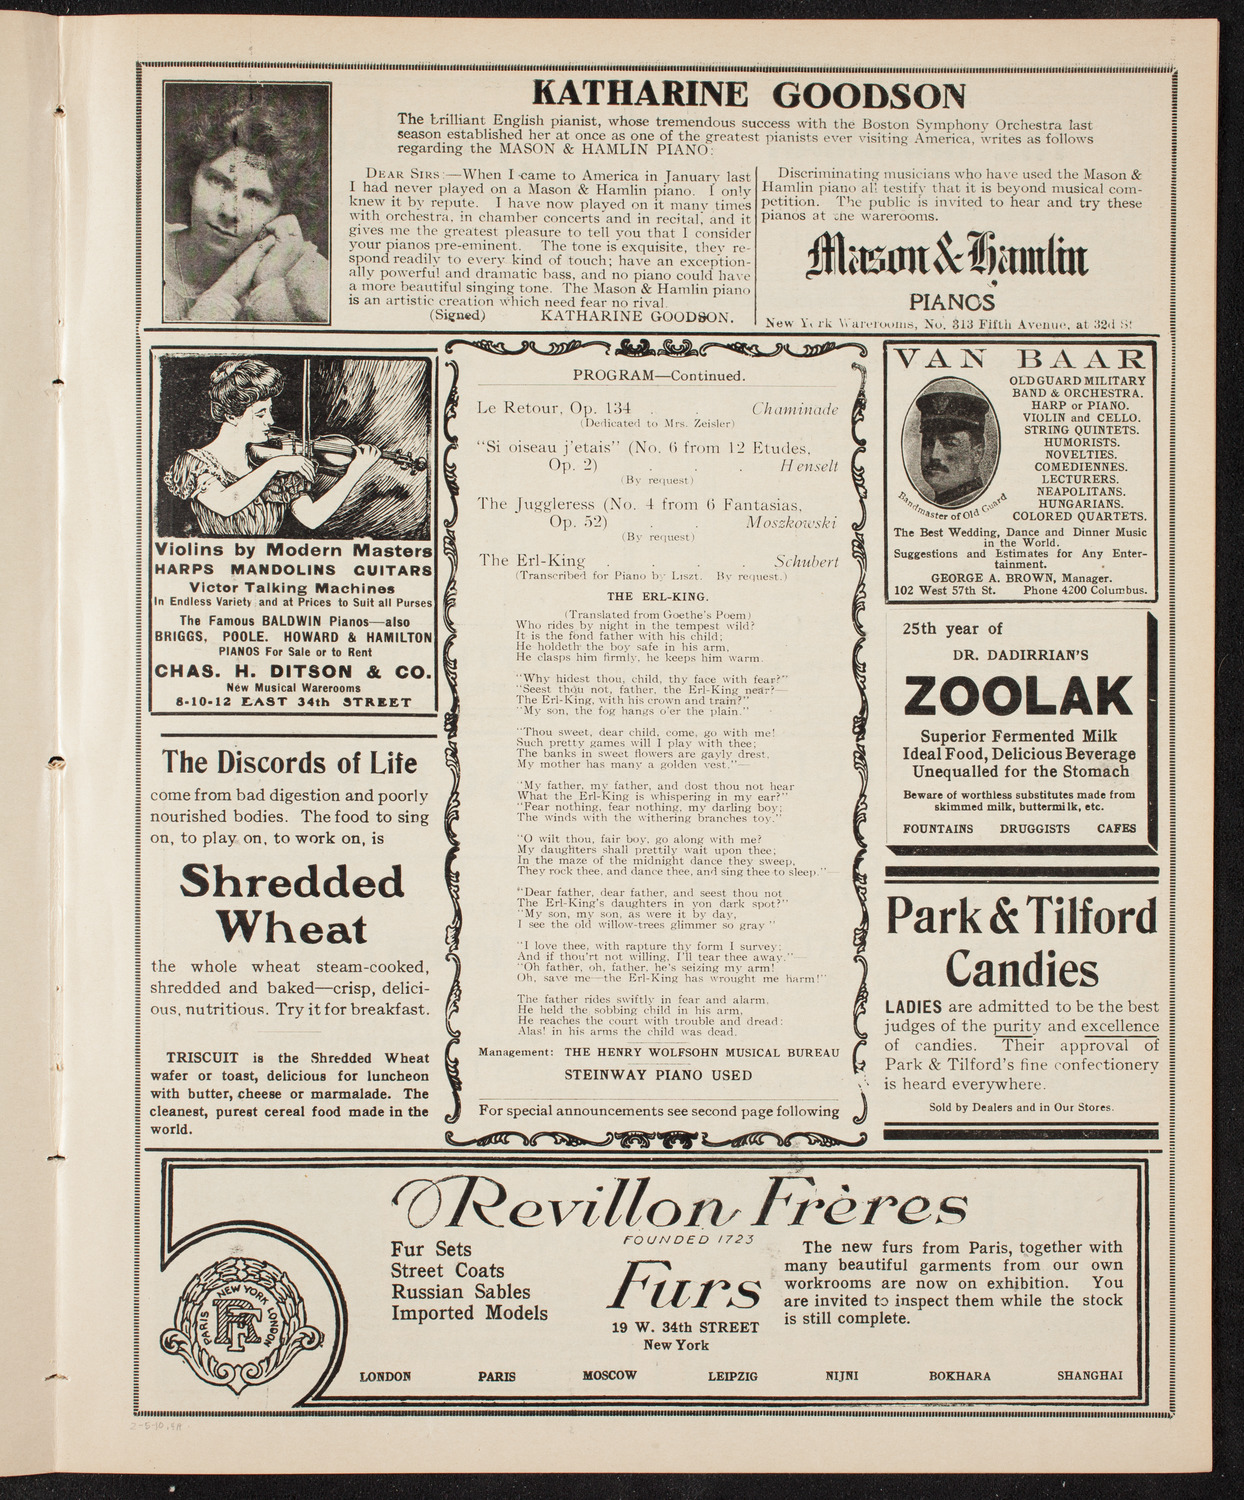 KATHARINE GOODSON
The brilliant English pianist, whose tremendous success with the Boston Symphony Orchestra last
season established her at once as one of the greatest pianists ever visiting America, writes as follows
regarding the MASON & HAMLIN PIANO:
DEAR SIRS:—When I came to America in January last
I had never played on a Mason & Hamlin piano. I only
knew it by repute. I have now played on it many times
with orchestra, in chamber concerts and in recital, and it
gives me the greatest pleasure to tell you that I consider
your pianos pre-eminent. The tone is exquisite, they re-
spond readily to every kind of touch; have an exception-
ally powerful and dramatic bass, and no piano could have
a more beautiful singing tone. The Mason & Hamlin piano
is an artistic creation which need fear no rival.
(Signed) KATHARINE GOODSON.
Discriminating musicians who have used the Mason &
Hamlin piano all testify that it is beyond musical com-
petition. The public is invited to hear and try these
pianos at the warerooms.
Mason & Hamlin
PIANOS
New York Warerooms, No. 313 Fifth Avenue, at 32d St
Violins by Modern Masters
HARPS MANDOLINS GUITARS
Victor Talking Machines
In Endless Variety and at Prices to Suit all Purses
The Famous BALDWIN Pianos—also
BRIGGS, POOLE, HOWARD & HAMILTON
PIANOS For Sale or to Rent
CHAS. H. DITSON & CO.
New Musical Warerooms
8-10-12 EAST 34th STREET
The Discords of Life
come from bad digestion and poorly
nourished bodies. The food to sing
on, to play on, to work on, is
Shredded
Wheat
the whole wheat steam-cooked,
shredded and baked—crisp, delici-
ous, nutritious. Try it for breakfast.
TRISCUIT is the Shredded Wheat
wafer or toast, delicious for luncheon
with butter, cheese or marmalade. The
cleanest, purest cereal food made in the
world.
PROGRAM—Continued.
Le Retour, Op. 134 . . Chaminade
(Dedicated to Mrs. Zeisler)
"Si oiseau j'etais" (No. 6 from 12 Etudes,
Op. 2) . . . Henselt
(By request)
The Juggleress (No. 4 from 6 Fantasias,
Op. 52) . . Moszkowski
(By request)
The Erl-King . . . . Schubert
(Transcribed for Piano by Liszt. By request.)
THE ERL-KING.
(Translated from Goethe's Poem)
Who rides by night in the tempest wild?
It is the fond father with his child;
He holdeth the boy safe in his arm,
He clasps him firmly, he keeps him warm.
"Why hidest thou, child, thy face with fear?"
"Seest thou not, father, the Erl-King near?—
The Erl-King, with his crown and train?"
"My son, the fog hangs o'er the plain."
"Thou sweet, dear child, come, go with me!
Such pretty games will I play with thee;
The banks in sweet flowers are gayly drest,
My mother has many a golden vest."—
"My father, my father, and dost thou not hear
What the Erl-King is whispering in my ear?"
"Fear nothing, fear nothing, my darling boy;
The winds with the withering branches toy."
"O wilt thou, fair boy, go along with me?
My daughters shall prettily wait upon thee;
In the maze of the midnight dance they sweep,
They rock thee, and dance thee, and sing thee to sleep."—
"Dear father, dear father, and seest thou not
The Erl-King's daughters in yon dark spot?"
"My son, my son, as were it by day,
I see the old willow-trees glimmer so gray."
"I love thee, with rapture thy form I survey;
And if thou'rt not willing, I'll tear thee away."—
"Oh father, oh, father, he's seizing my arm!
Oh, save me—the Erl-King has wrought me harm!"
The father rides swiftly in fear and alarm,
He held the sobbing child in his arm,
He reaches the court with trouble and dread:
Alas! in his arms the child was dead.
Management: THE HENRY WOLFSOHN MUSICAL BUREAU
STEINWAY PIANO USED
For special announcements see second page following
VAN BAAR
Bandmaster of Old Guard
OLD GUARD MILITARY
BAND & ORCHESTRA.
HARP or PIANO.
VIOLIN and CELLO.
STRING QUINTETS.
HUMORISTS.
NOVELTIES.
COMEDIENNES.
LECTURERS.
NEAPOLITANS.
HUNGARIANS.
COLORED QUARTETS.
The Best Wedding, Dance and Dinner Music
in the World.
Suggestions and Estimates for Any Enter-
tainment.
GEORGE A. BROWN, Manager.
102 West 57th St. Phone 4200 Columbus.
25th year of
DR. DADIRRIAN'S
ZOOLAK
Superior Fermented Milk
Ideal Food, Delicious Beverage
Unequalled for the Stomach
Beware of worthless substitutes made from
skimmed milk, buttermilk, etc.
FOUNTAINS DRUGGISTS CAFES
Park & Tilford
Candies
LADIES are admitted to be the best
judges of the purity and excellence
of candies. Their approval of
Park & Tilford's fine confectionery
is heard everywhere.
Sold by Dealers and in Our Stores.
Revillon Frères
FOUNDED 1723
Fur Sets
Street Coats
Russian Sables
Imported Models
Furs
19 W. 34th STREET
New York
The new furs from Paris, together with
many beautiful garments from our own
workrooms are now on exhibition. You
are invited to inspect them while the stock
is still complete.
PARIS NEW YORK LONDON
LONDON PARIS MOSCOW LEIPZIG NIJNI BOKHARA SHANGHAI